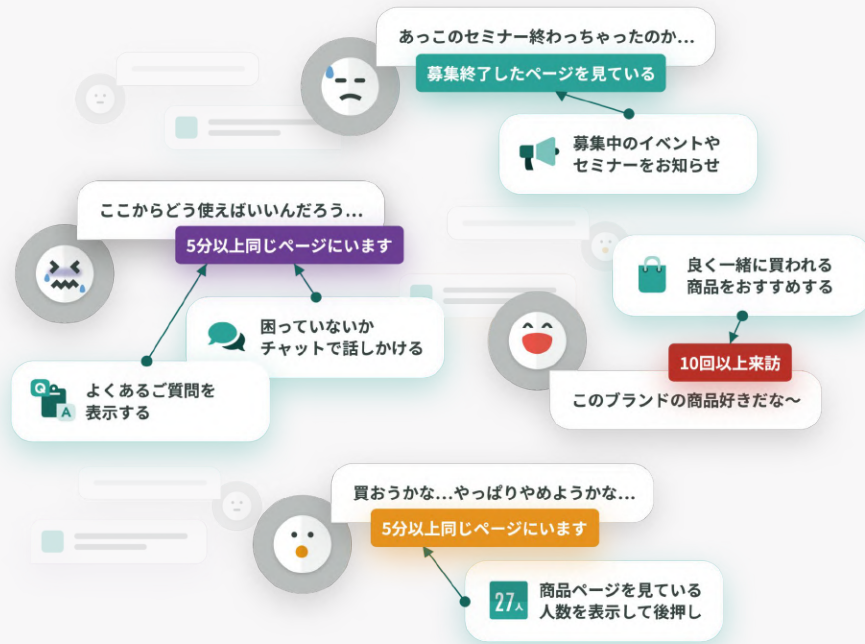 あっこのセミナー終わっちゃったのか…
募集終了したページを見ている
募集中のイベントや
セミナーをお知らせ
ここからどう使えばいいんだろう…
5分以上同じページにいます
困っていないか
チャットで話しかける
Q
A
よくあるご質問を
表示する
良く一緒に買われる
商品をおすすめする
10回以上来訪
このブランドの商品好きだな〜
買おうかな…やっぱりやめようかな…
5分以上同じページにいます
27人
商品ページを見ている
人数を表示して後押し